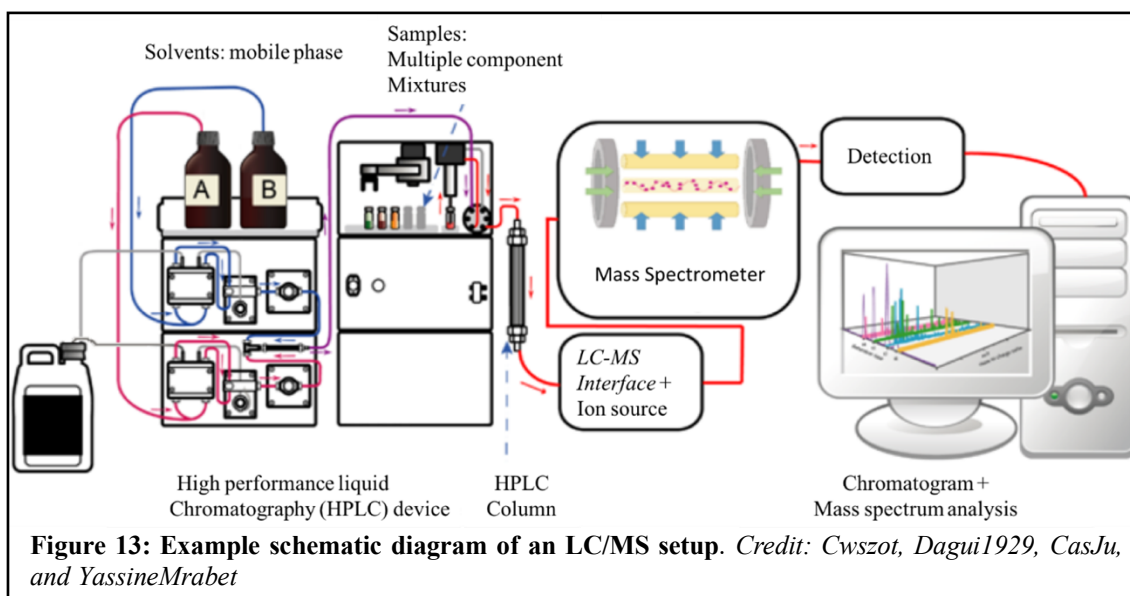 Solvents: mobile phase
Samples:
Multiple component
Mixtures
A
B
Mass Spectrometer
Detection
LC-MS
Interface +
Ion source
High performance liquid
Chromatography (HPLC) device
HPLC
Column
Chromatogram +
Mass spectrum analysis
Figure 13: Example schematic diagram of an LC/MS setup. Credit: Cwszot, Dagui1929, CasJu,
and YassineMrabet